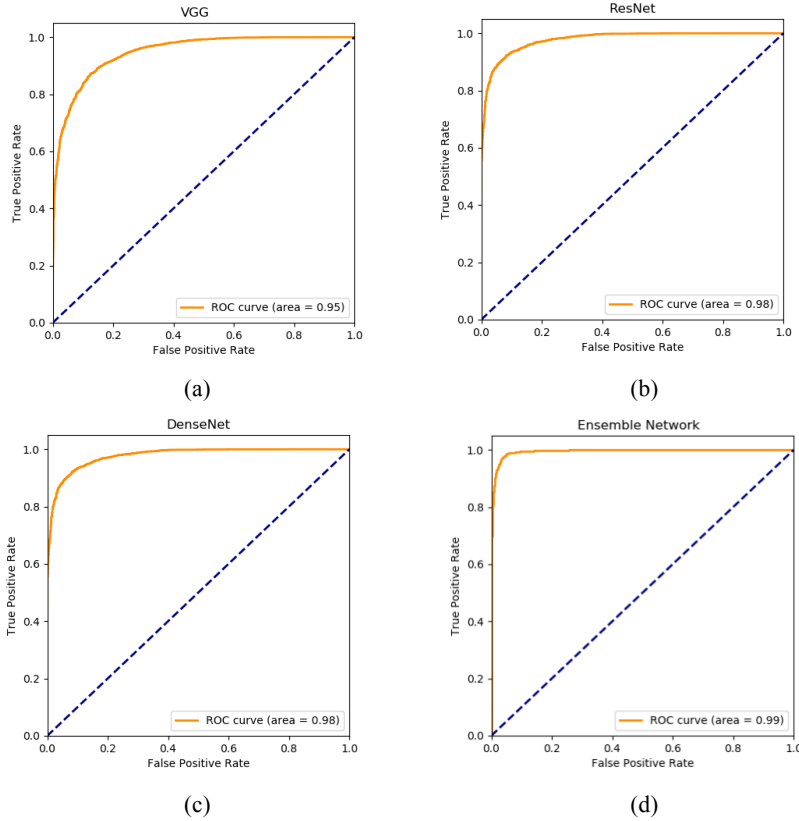 VGG
1.0
0.8
0.6
0.4
0.2
0.0
True Positive Rate
ROC curve (area = 0.95)
0.0 0.2 0.4 0.6 0.8 1.0
False Positive Rate
(a)
ResNet
1.0
0.8
0.6
0.4
0.2
0.0
True Positive Rate
ROC curve (area = 0.98)
0.0 0.2 0.4 0.6 0.8 1.0
False Positive Rate
(b)
DenseNet
1.0
0.8
0.6
0.4
0.2
0.0
True Positive Rate
ROC curve (area = 0.98)
0.0 0.2 0.4 0.6 0.8 1.0
False Positive Rate
(c)
Ensemble Network
1.0
0.8
0.6
0.4
0.2
0.0
True Positive Rate
ROC curve (area = 0.99)
0.0 0.2 0.4 0.6 0.8 1.0
False Positive Rate
(d)